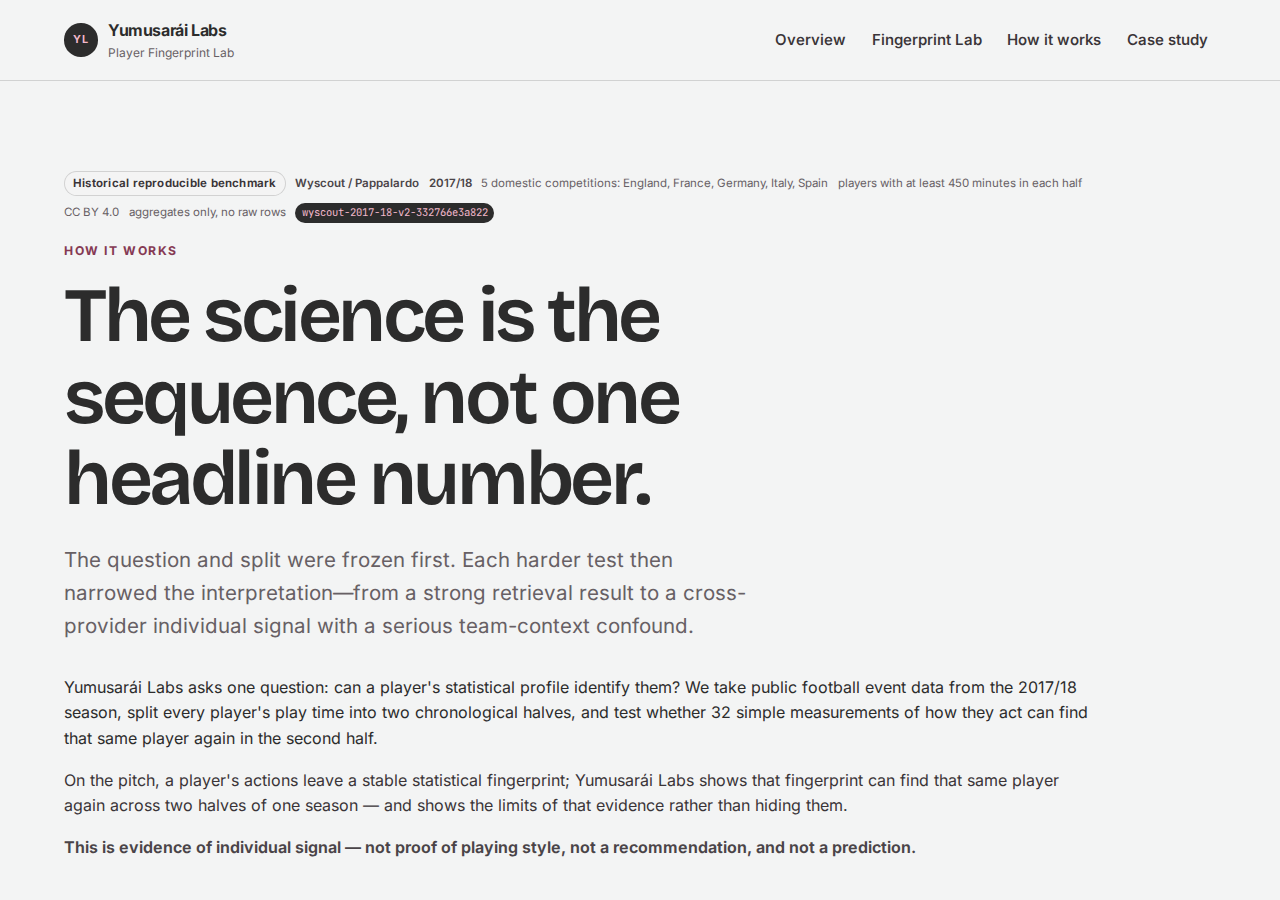 YL
Yumusarái Labs
Player Fingerprint Lab
Overview Fingerprint Lab How it works Case study
Historical reproducible benchmark Wyscout / Pappalardo 2017/18 5 domestic competitions: England, France, Germany, Italy, Spain players with at least 450 minutes in each half
CC BY 4.0 aggregates only, no raw rows wyscout-2017-18-v2-332766e3a822
HOW IT WORKS
The science is the
sequence, not one
headline number.
The question and split were frozen first. Each harder test then
narrowed the interpretation—from a strong retrieval result to a cross-
provider individual signal with a serious team-context confound.
Yumusarái Labs asks one question: can a player's statistical profile identify them? We take public football event data from the 2017/18
season, split every player's play time into two chronological halves, and test whether 32 simple measurements of how they act can find
that same player again in the second half.
On the pitch, a player's actions leave a stable statistical fingerprint; Yumusarái Labs shows that fingerprint can find that same player
again across two halves of one season — and shows the limits of that evidence rather than hiding them.
This is evidence of individual signal — not proof of playing style, not a recommendation, and not a prediction.